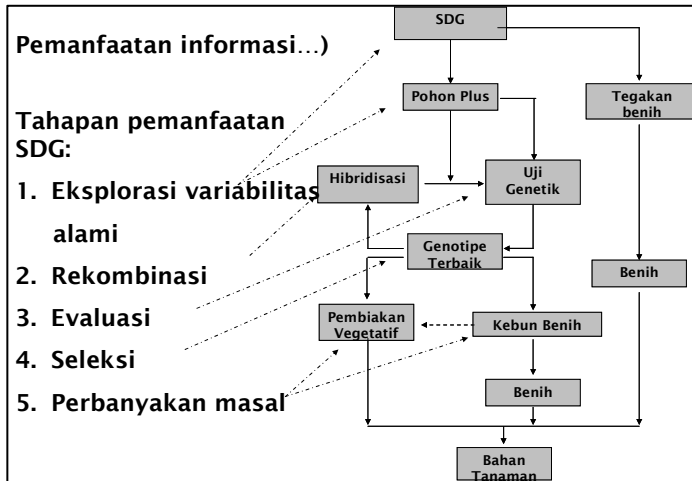 Pemanfaatan informasi…)
Tahapan pemanfaatan
SDG:
1. Eksplorasi variabilitas
alami
2. Rekombinasi
3. Evaluasi
4. Seleksi
5. Perbanyakan masal
SDG
Pohon Plus
Tegakan
benih
Hibridisasi
Uji
Genetik
Genotipe
Terbaik
Benih
Pembiakan
Vegetatif
Kebun Benih
Benih
Bahan
Tanaman